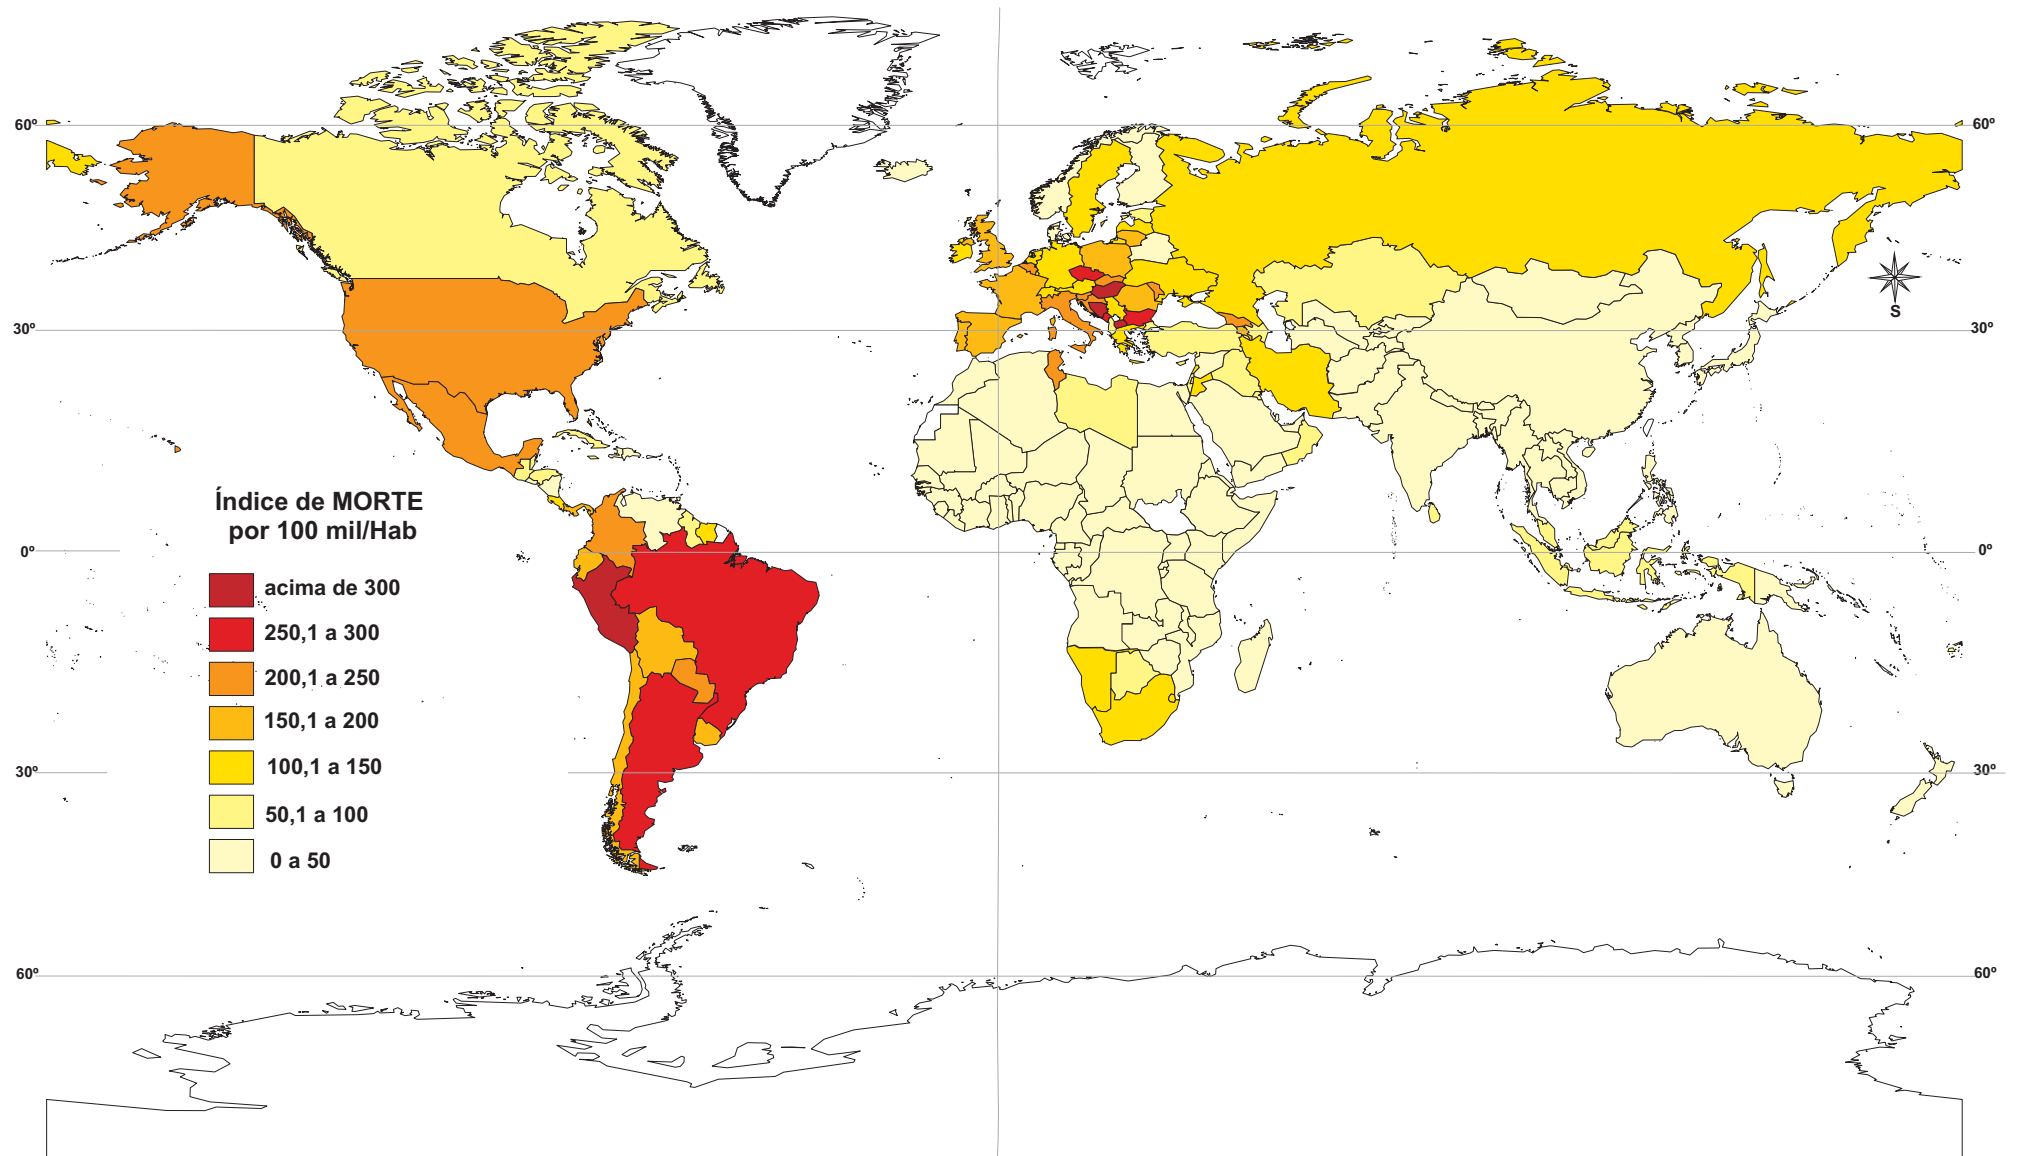 60º
60º
30º
30º
S
Índice de MORTE
por 100 mil/Hab
0º
0º
acima de 300
250,1 a 300
200,1 a 250
150,1 a 200
100,1 a 150
50,1 a 100
0 a 50
30º
30º
60º
60º